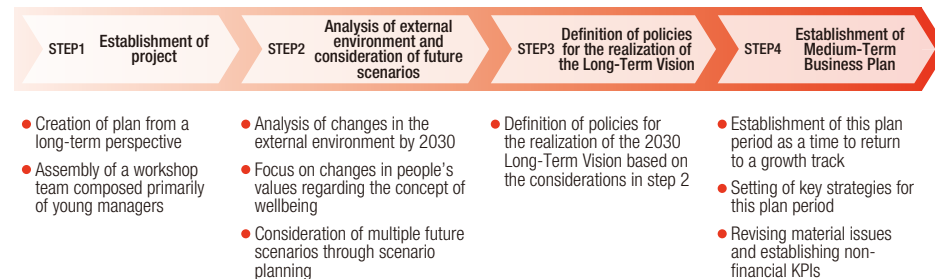 STEP1
Establishment of
project
STEP2
Analysis of external
environment and
consideration of future
scenarios
STEP3
Definition of policies
for the realization of
the Long-Term Vision
STEP4
Establishment of
Medium-Term
Business Plan
● Creation of plan from a
long-term perspective
● Assembly of a workshop
team composed primarily
of young managers
● Analysis of changes in the
external environment by 2030
● Focus on changes in people's
values regarding the concept of
wellbeing
● Consideration of multiple future
scenarios through scenario
planning
● Definition of policies for
the realization of the 2030
Long-Term Vision based on
the considerations in step 2
● Establishment of this plan
period as a time to return
to a growth track
● Setting of key strategies for
this plan period
● Revising material issues
and establishing non-
financial KPIs